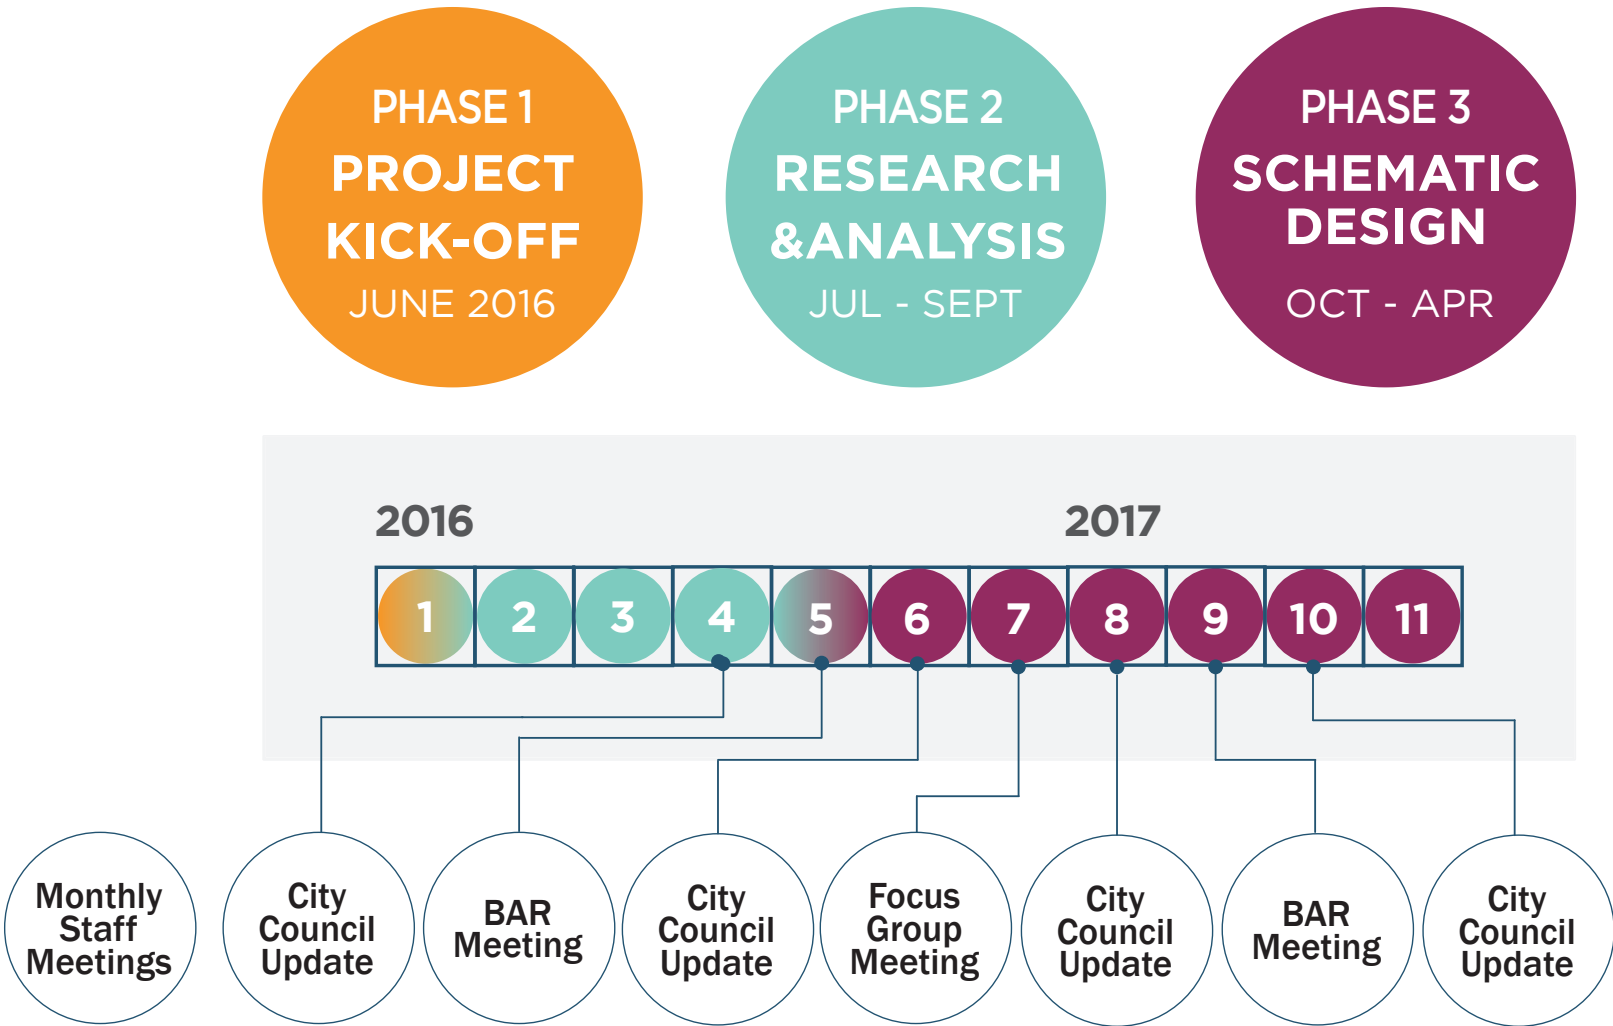 PHASE 1
PROJECT
KICK-OFF
JUNE 2016
PHASE 2
RESEARCH
&ANALYSIS
JUL - SEPT
PHASE 3
SCHEMATIC
DESIGN
OCT - APR
2016
2017
1 2 3 4 5 6 7 8 9 10 11
Monthly
Staff
Meetings
City
Council
Update
BAR
Meeting
City
Council
Update
Focus
Group
Meeting
City
Council
Update
BAR
Meeting
City
Council
Update